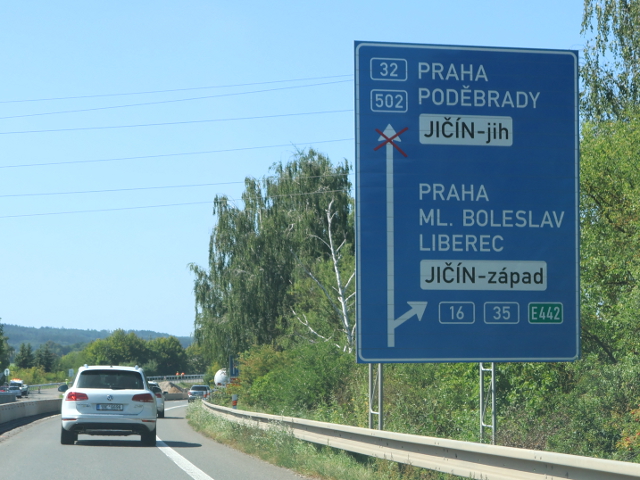 32 PRAHA
502 PODĚBRADY
JIČÍN-jih
PRAHA
ML. BOLESLAV
LIBEREC
JIČÍN-západ
16 35 E442